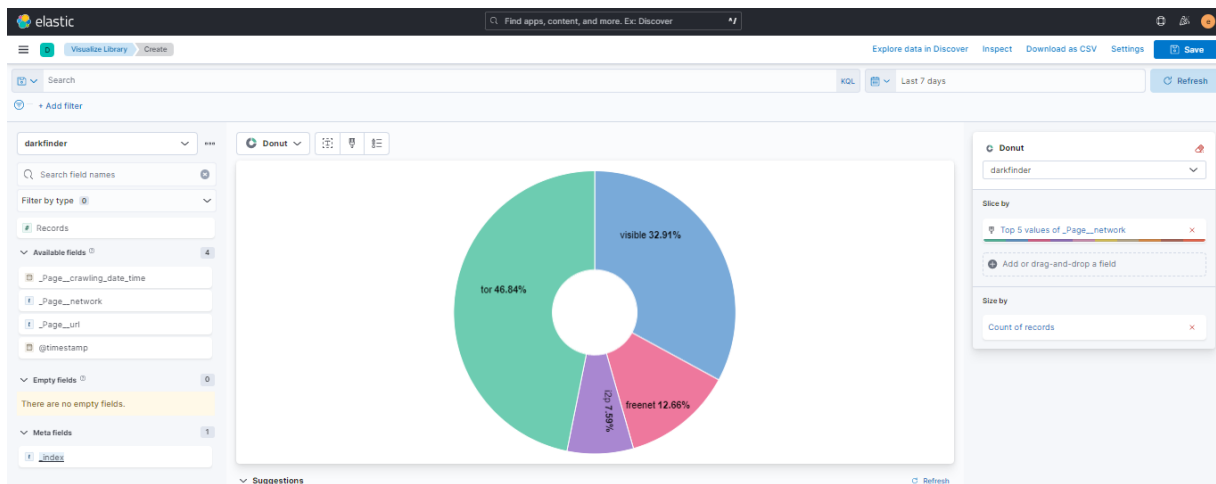 elastic
Find apps, content, and more. Ex: Discover
^/
D
Visualize Library
Create
Explore data in Discover
Inspect
Download as CSV
Settings
Save
Search
KQL
Last 7 days
Refresh
+ Add filter
darkfinder
Search field names
Filter by type 0
Records
Available fields 4
_Page__crawling_date_time
t _Page__network
t _Page__url
@timestamp
Empty fields 0
There are no empty fields.
Meta fields 1
t _index
Donut
visible 32.91%
tor 46.84%
freenet 12.66%
i2p 7.59%
Suggestions
Refresh
Donut
darkfinder
Slice by
Top 5 values of _Page__network
Add or drag-and-drop a field
Size by
Count of records